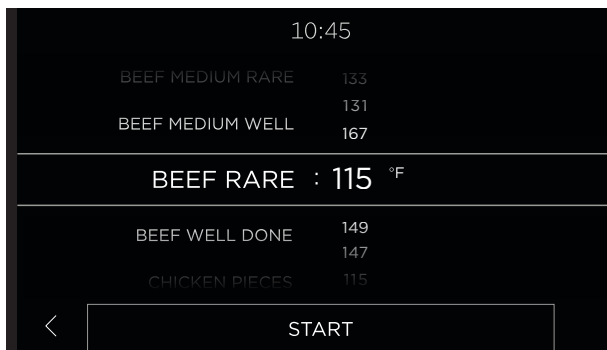 10:45
BEEF MEDIUM RARE 133
131
BEEF MEDIUM WELL 167
BEEF RARE : 115 °F
BEEF WELL DONE 149
147
CHICKEN PIECES 115
START